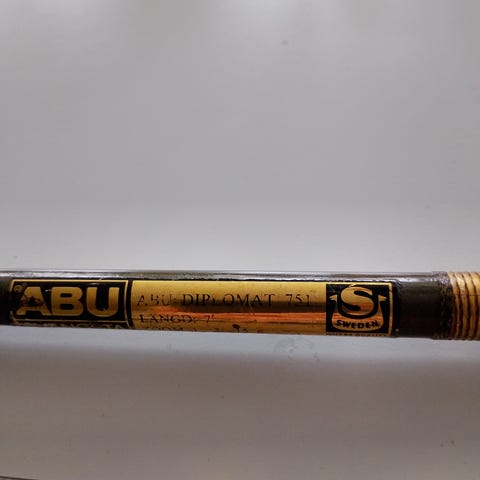 ABU
ABU DIPLOMAT 751
LÄNGD: 7'
S
SWEDEN